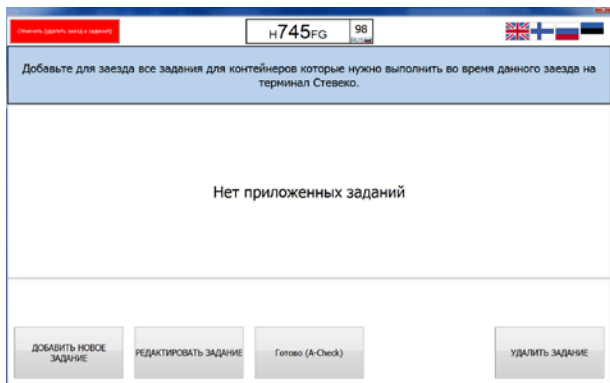 Отменить (удалить заезд и задания)
H745FG 98
RUS
Добавьте для заезда все задания для контейнеров которые нужно выполнить во время данного заезда на
терминал Стевеко.
Нет приложенных заданий
ДОБАВИТЬ НОВОЕ
ЗАДАНИЕ
РЕДАКТИРОВАТЬ ЗАДАНИЕ
Готово (A-Check)
УДАЛИТЬ ЗАДАНИЕ